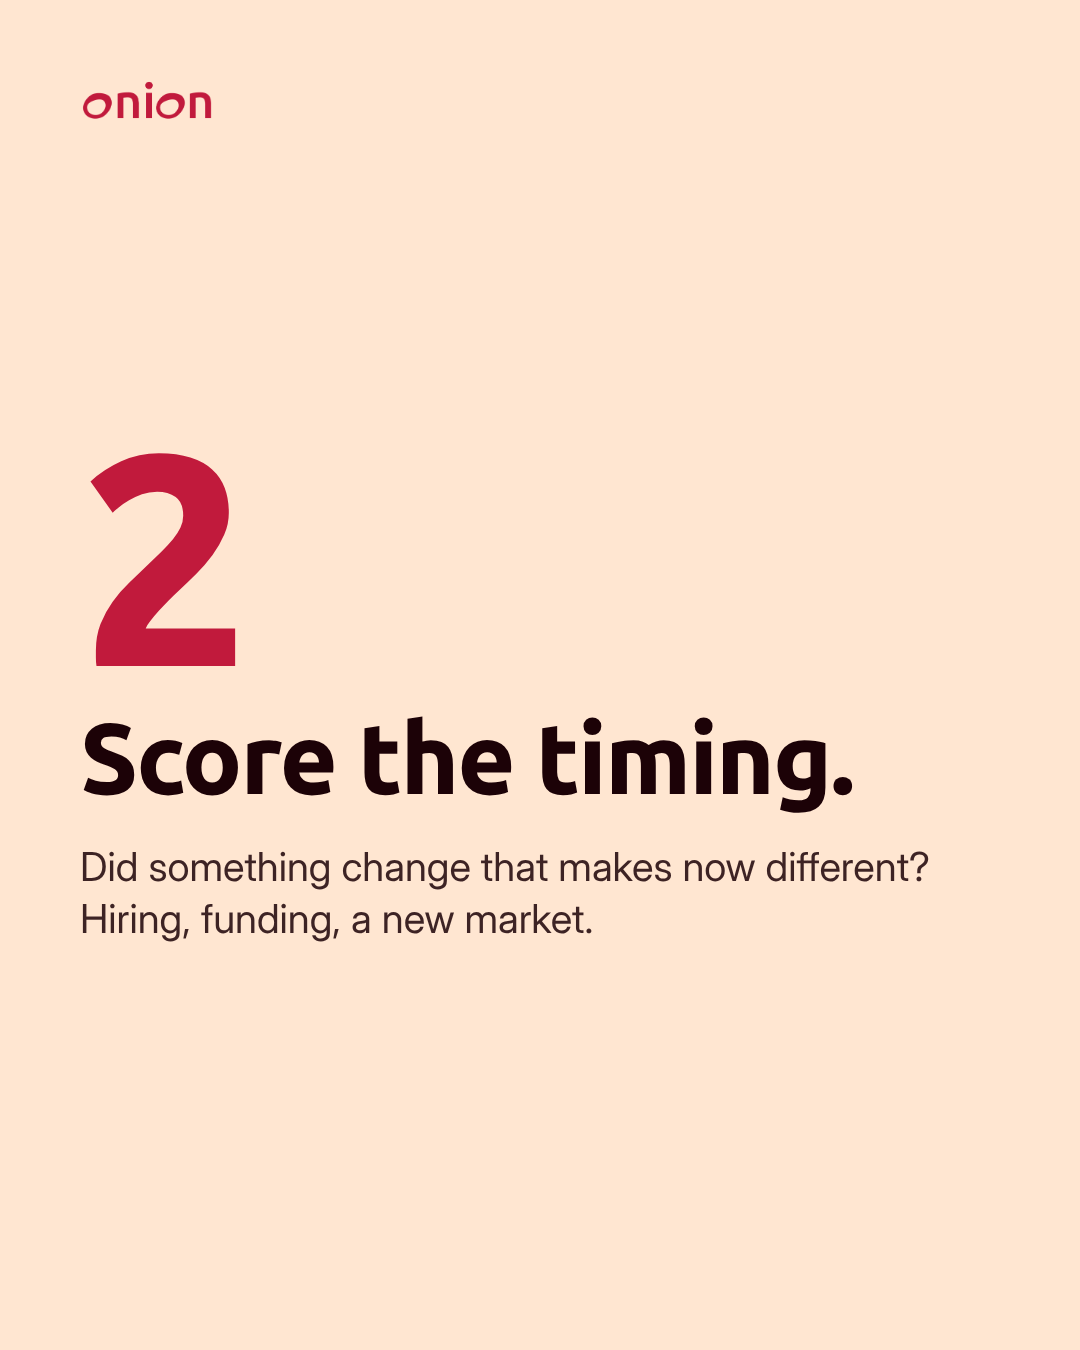 onion
2
Score the timing.
Did something change that makes now different?
Hiring, funding, a new market.